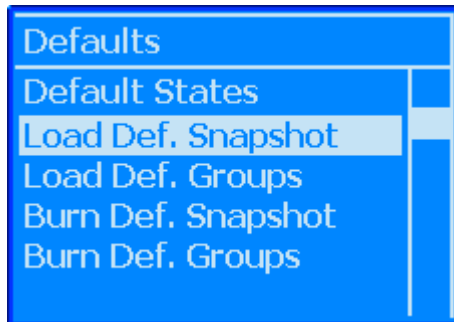 Defaults
Default States
Load Def. Snapshot
Load Def. Groups
Burn Def. Snapshot
Burn Def. Groups